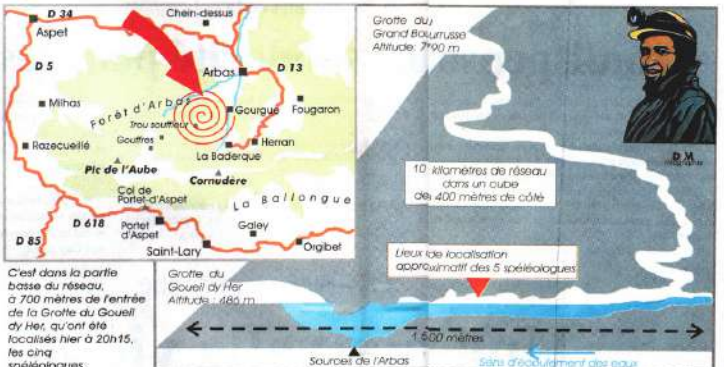 D 34
Aspet
Chein-dessus
D 5
Arbas
D 13
Milhas
Forêt d'Arbas
Gourgue
Fougaron
Trou souffleur
Gouffres
Razecueillé
Herran
La Baderque
Pic de l'Aube
Cornudère
Col de
Portet-d'Aspet
La Ballongue
D 618
Portet
d'Aspet
Galey
D 85
Saint-Lary
Orgibet
C'est dans la partie
basse du réseau,
à 700 mètres de l'entrée
de la Grotte du Goueil
dy Her, qu'ont été
localisés hier à 20h15,
les cinq
spéléologues
Grotte du
Grand Bourrusse
Altitude: 790 m
D M
10 kilomètres de réseau
dans un cube
de 400 mètres de côté
Lieux de localisation
approximatif des 5 spéléologues
Grotte du
Goueil dy Her
Altitude : 486 m
1 500 mètres
Sources de l'Arbas
Sens d'écoulement des eaux